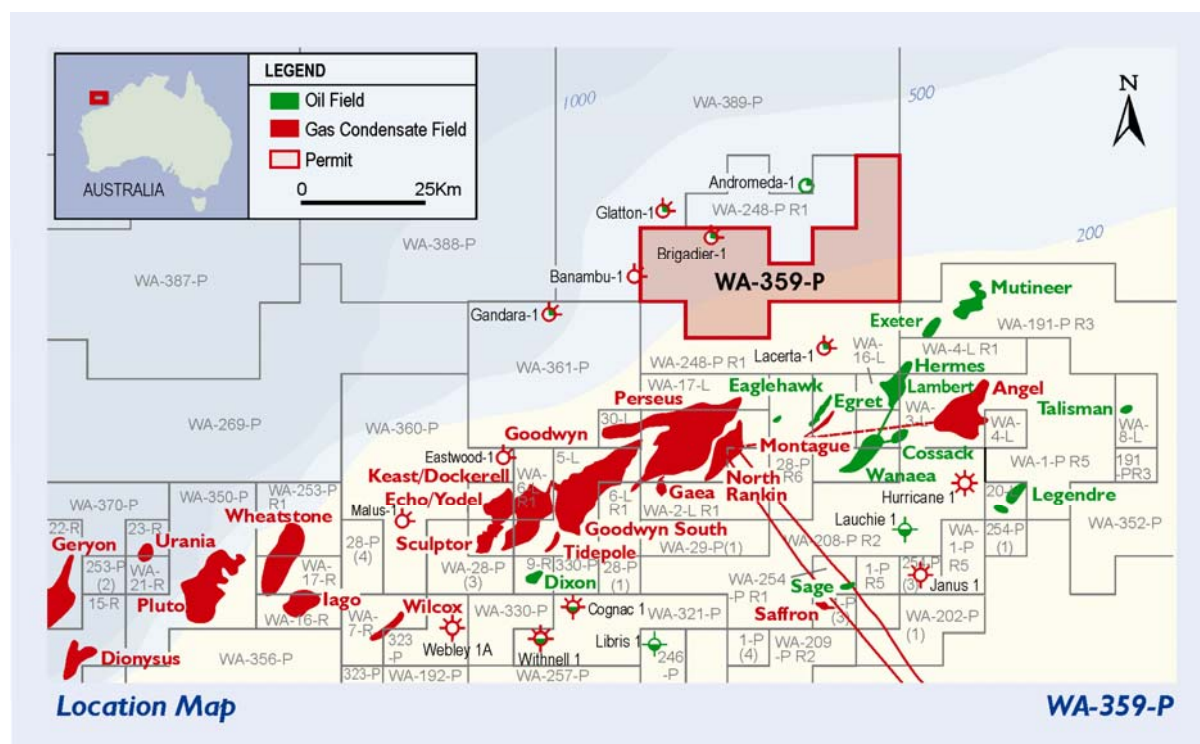 LEGEND
Oil Field
Gas Condensate Field
Permit
0 25Km
AUSTRALIA
1000
500
200
N
WA-389-P
Andromeda-1
WA-248-P R1
Glatton-1
Brigadier-1
WA-388-P
Banambu-1
WA-359-P
WA-387-P
Gandara-1
Mutineer
Exeter
WA-191-P R3
Lacerta-1
WA-
16-L
WA-4-L R1
WA-361-P
WA-248-P R1
Hermes
WA-17-L
Eaglehawk
Egret
Lambert
Angel
Perseus
WA-
3-L
Talisman
WA-269-P
WA-360-P
30-L
Goodwyn
Montague
WA-
4-L
WA-
8-L
Cossack
Eastwood-1
5-L
Wanaea
28-P
R6
WA-1-P R5
191
-PR3
Keast/Dockerell
WA-
6-
R1
North
Rankin
Hurricane 1
Echo/Yodel
Gaea
20-
Legendre
WA-370-P
WA-350-P
WA-253-P
R1
6-L
R1
WA-2-L R1
Malus-1
Lauchie 1
WA-352-P
Wheatstone
Goodwyn South
22-R
23-R
28-P
(4)
Sculptor
WA-29-P(1)
WA-208-P R2
WA-
1-P
R5
254-P
(1)
Geryon
Urania
Tidepole
253-P
(2)
WA-
21-R
WA-
17-R
WA-28-P
(3)
9-R
330-P
28-P
(1)
Dixon
WA-254
-P R1
1-P
R5
(3)
Janus 1
Sage
15-R
Pluto
Iago
WA-16-R
WA-
7-R
Wilcox
WA-330-P
Cognac 1
WA-321-P
Saffron
-P
(3)
WA-202-P
(1)
Dionysus
WA-356-P
323
-P
Webley 1A
Withnell 1
Libris 1
246
-P
1-P
(4)
WA-209
-P R2
323-P
WA-192-P
WA-257-P
Location Map
WA-359-P